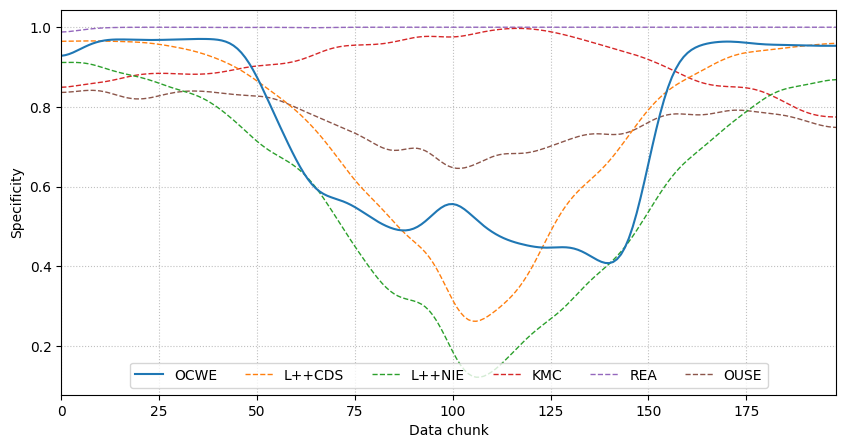 1.0
0.8
0.6
0.4
0.2
Specificity
0
25
50
75
100
125
150
175
Data chunk
OCWE
L++CDS
L++NIE
KMC
REA
OUSE